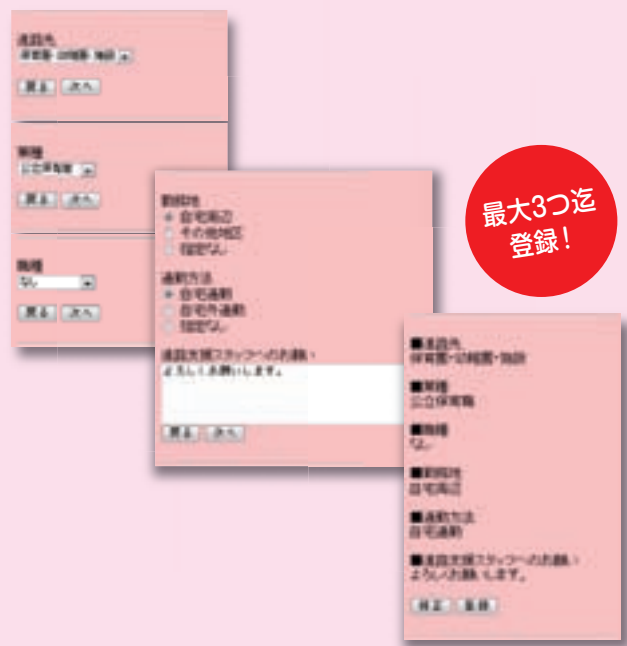 進路先
保育園・幼稚園・施設
戻る 次へ
業種
公立保育職
戻る 次へ
職種
なし
戻る 次へ
勤務地
自宅周辺
その他地区
指定なし
通勤方法
自宅通勤
自宅外通勤
指定なし
進路支援スタッフへのお願い
よろしくお願いします。
戻る 次へ
最大3つ迄
登録!
■進路先
保育園・幼稚園・施設
■業種
公立保育職
■職種
なし
■勤務地
自宅周辺
■通勤方法
自宅通勤
■進路支援スタッフへのお願い
よろしくお願いします。
修正 登録